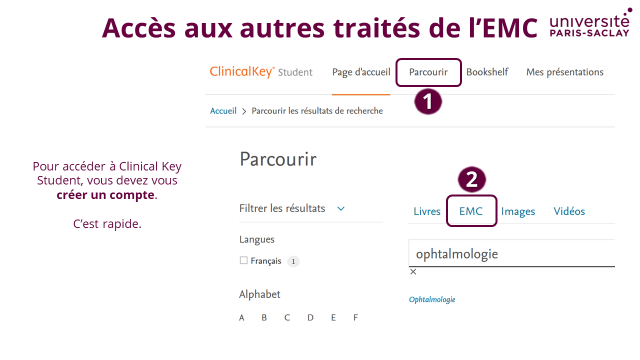 Accès aux autres traités de l'EMC
université
PARIS-SACLAY
ClinicalKey® Student
Page d'accueil
Parcourir
Bookshelf
Mes présentations
1
Accueil > Parcourir les résultats de recherche
Pour accéder à Clinical Key
Student, vous devez vous
créer un compte.
C'est rapide.
Parcourir
2
Filtrer les résultats
Livres
EMC
Images
Vidéos
Langues
Français 1
ophtalmologie
×
Alphabet
Ophtalmologie
A B C D E F